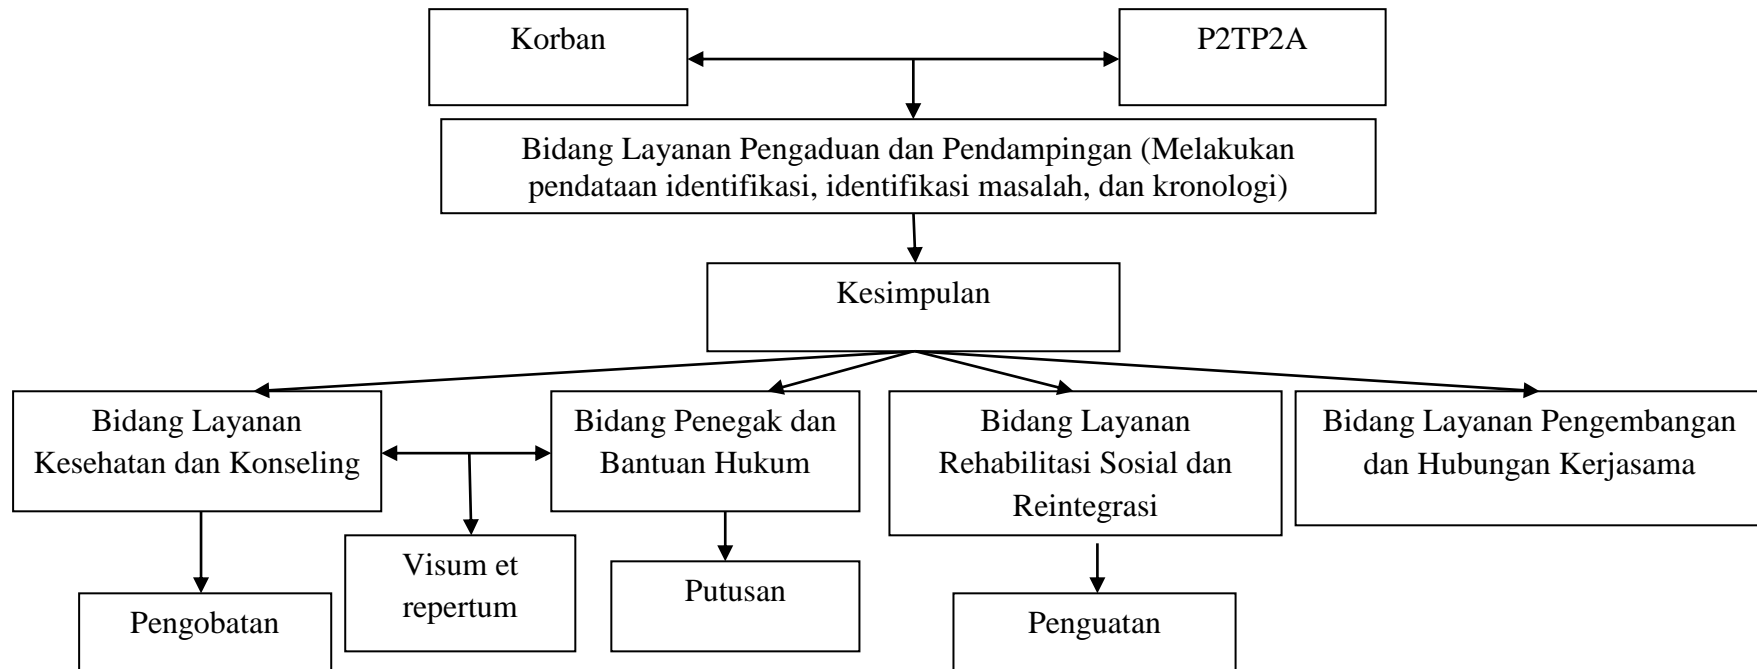 Korban
P2TP2A
Bidang Layanan Pengaduan dan Pendampingan (Melakukan
pendataan identifikasi, identifikasi masalah, dan kronologi)
Kesimpulan
Bidang Layanan
Kesehatan dan Konseling
Bidang Penegak dan
Bantuan Hukum
Bidang Layanan
Rehabilitasi Sosial dan
Reintegrasi
Bidang Layanan Pengembangan
dan Hubungan Kerjasama
Pengobatan
Visum et
repertum
Putusan
Penguatan